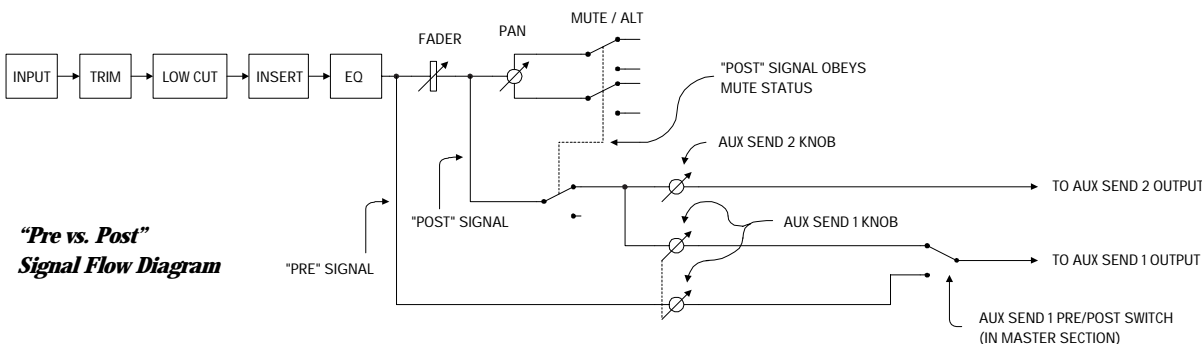 MUTE / ALT
FADER
PAN
INPUT
TRIM
LOW CUT
INSERT
EQ
"POST" SIGNAL OBEYS
MUTE STATUS
AUX SEND 2 KNOB
TO AUX SEND 2 OUTPUT
"POST" SIGNAL
AUX SEND 1 KNOB
"Pre vs. Post"
Signal Flow Diagram
"PRE" SIGNAL
TO AUX SEND 1 OUTPUT
AUX SEND 1 PRE/POST SWITCH
(IN MASTER SECTION)